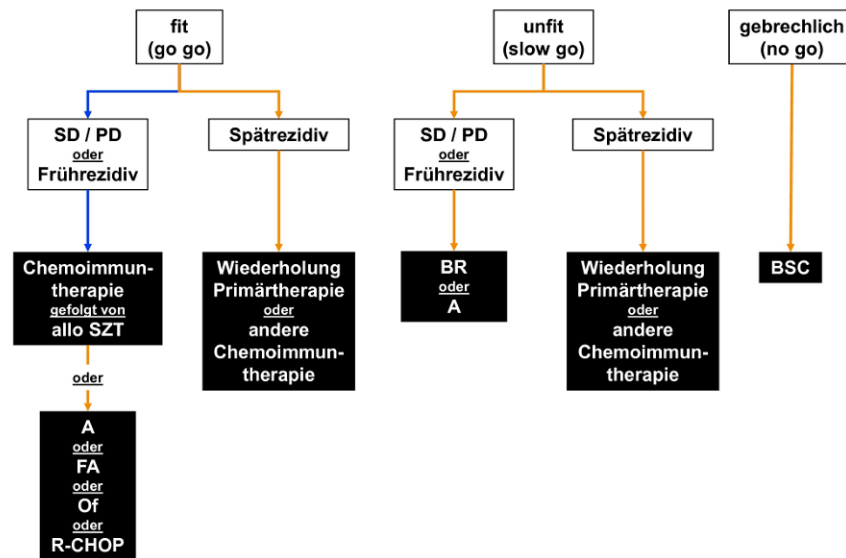 fit
(go go)
unfit
(slow go)
gebrechlich
(no go)
SD / PD
oder
Frührezidiv
Spätrezidiv
SD / PD
oder
Frührezidiv
Spätrezidiv
Chemoimmun-
therapie
gefolgt von
allo SZT
Wiederholung
Primärtherapie
oder
andere
Chemoimmun-
therapie
BR
oder
A
Wiederholung
Primärtherapie
oder
andere
Chemoimmun-
therapie
BSC
oder
A
oder
FA
oder
Of
oder
R-CHOP